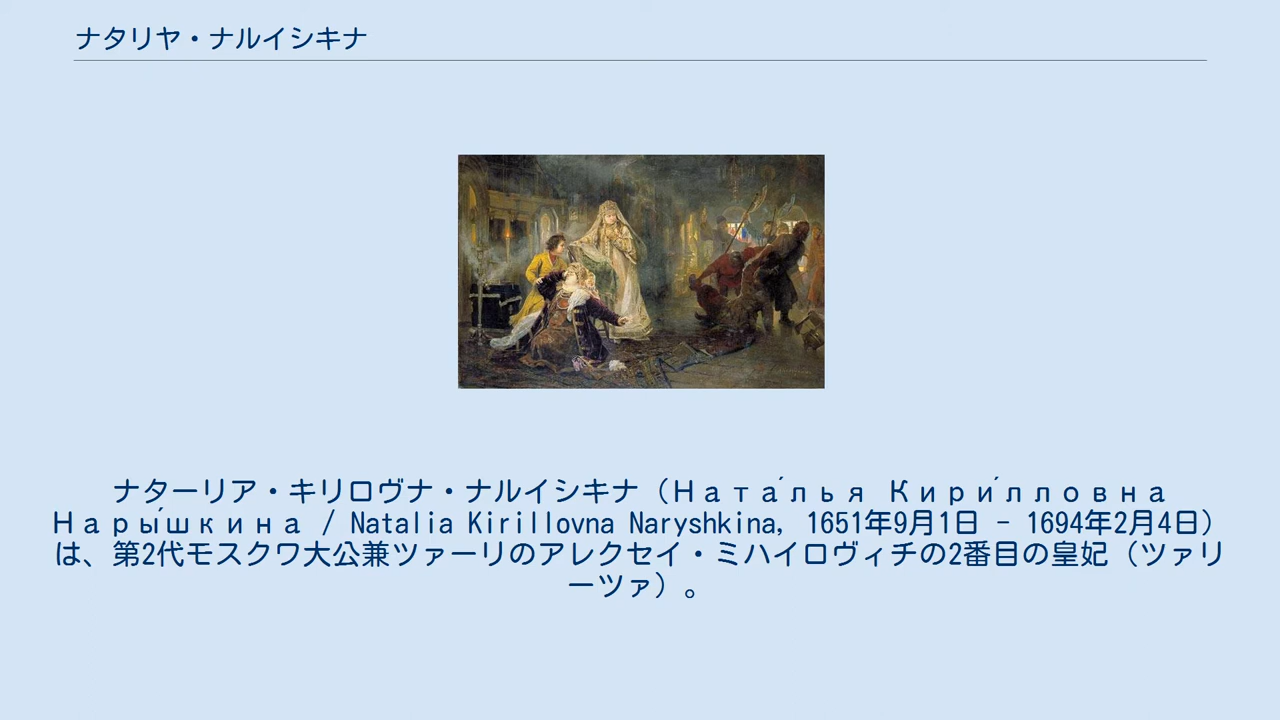 ナタリヤ・ナルイシキナ
ナターリア・キリロヴナ・ナルイシキナ（Ната́лья Кири́лловна
Нары́шкина / Natalia Kirillovna Naryshkina, 1651年9月1日 - 1694年2月4日）
は、第2代モスクワ大公兼ツァーリのアレクセイ・ミハイロヴィチの2番目の皇妃（ツァリ
ーツァ）。